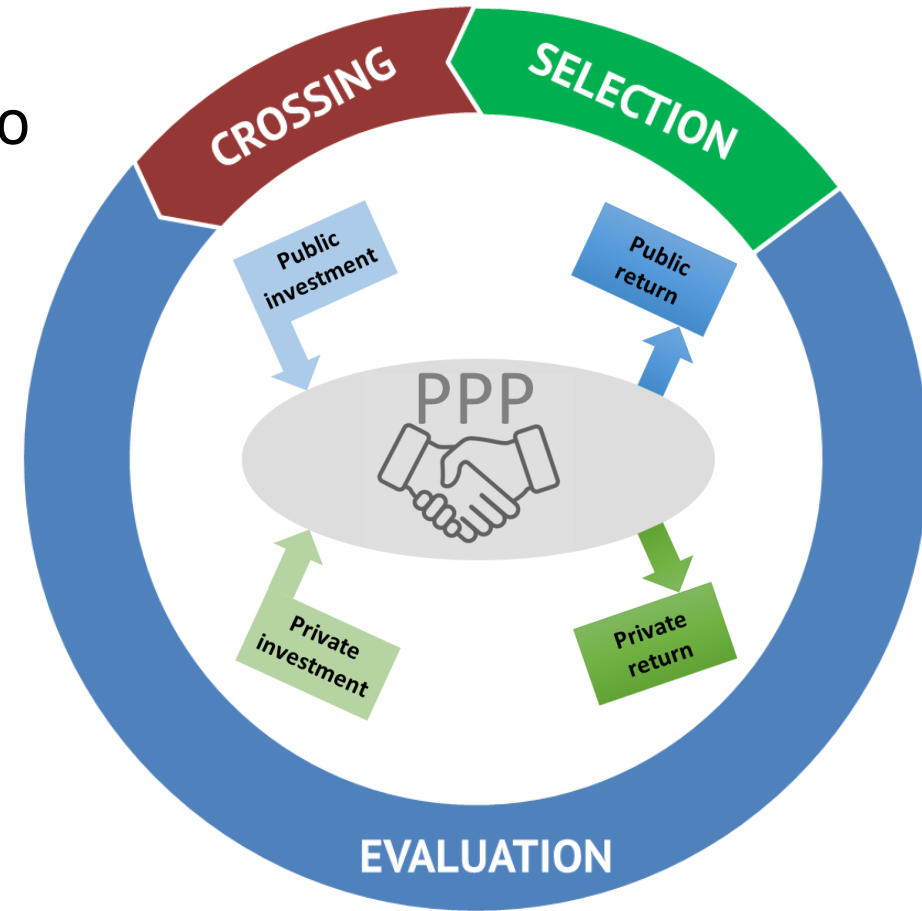 o
CROSSING
SELECTION
Public
investment
Public
return
PPP
Private
investment
Private
return
EVALUATION